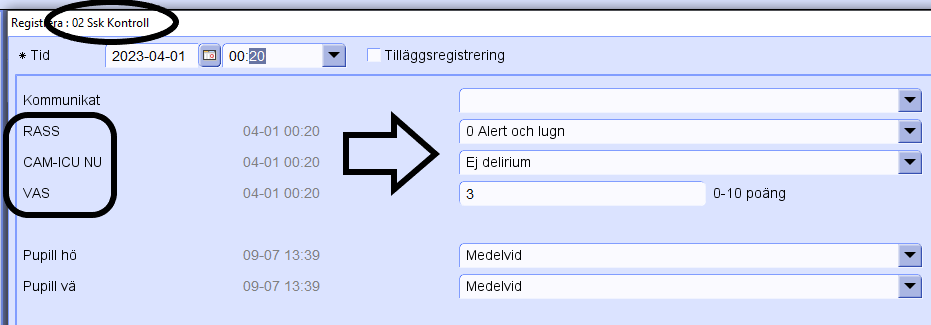 Registrera : 02 Ssk Kontroll
* Tid 2023-04-01 00:20 Tilläggsregistrering
Kommunikat
RASS 04-01 00:20 0 Alert och lugn
CAM-ICU NU 04-01 00:20 Ej delirium
VAS 04-01 00:20 3 0-10 poäng
Pupill hö 09-07 13:39 Medelvid
Pupill vä 09-07 13:39 Medelvid